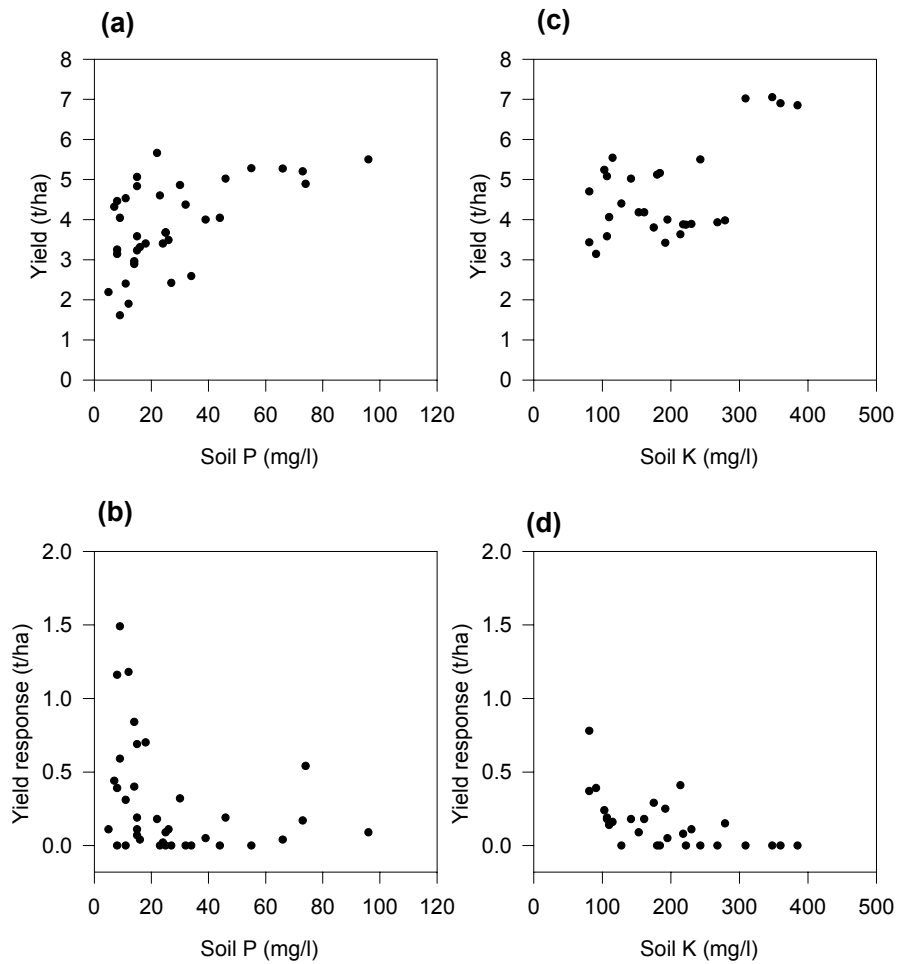 (a)
Yield (t/ha)
8
7
6
5
4
3
2
1
0
0 20 40 60 80 100 120
Soil P (mg/l)
(c)
Yield (t/ha)
8
7
6
5
4
3
2
1
0
0 100 200 300 400 500
Soil K (mg/l)
(b)
Yield response (t/ha)
2.0
1.5
1.0
0.5
0.0
0 20 40 60 80 100 120
Soil P (mg/l)
(d)
Yield response (t/ha)
2.0
1.5
1.0
0.5
0.0
0 100 200 300 400 500
Soil K (mg/l)